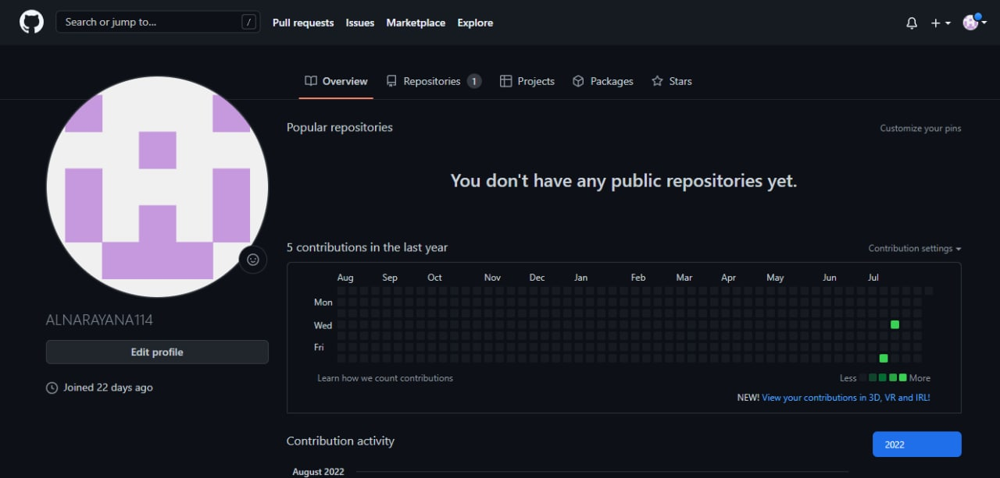 Search or jump to... / Pull requests Issues Marketplace Explore
Overview Repositories 1 Projects Packages Stars
Popular repositories Customize your pins
You don't have any public repositories yet.
5 contributions in the last year Contribution settings
Aug Sep Oct Nov Dec Jan Feb Mar Apr May Jun Jul
Mon
Wed
Fri
Learn how we count contributions Less More
NEW! View your contributions in 3D, VR and IRL!
ALNARAYANA114
Edit profile
Joined 22 days ago
Contribution activity 2022
August 2022